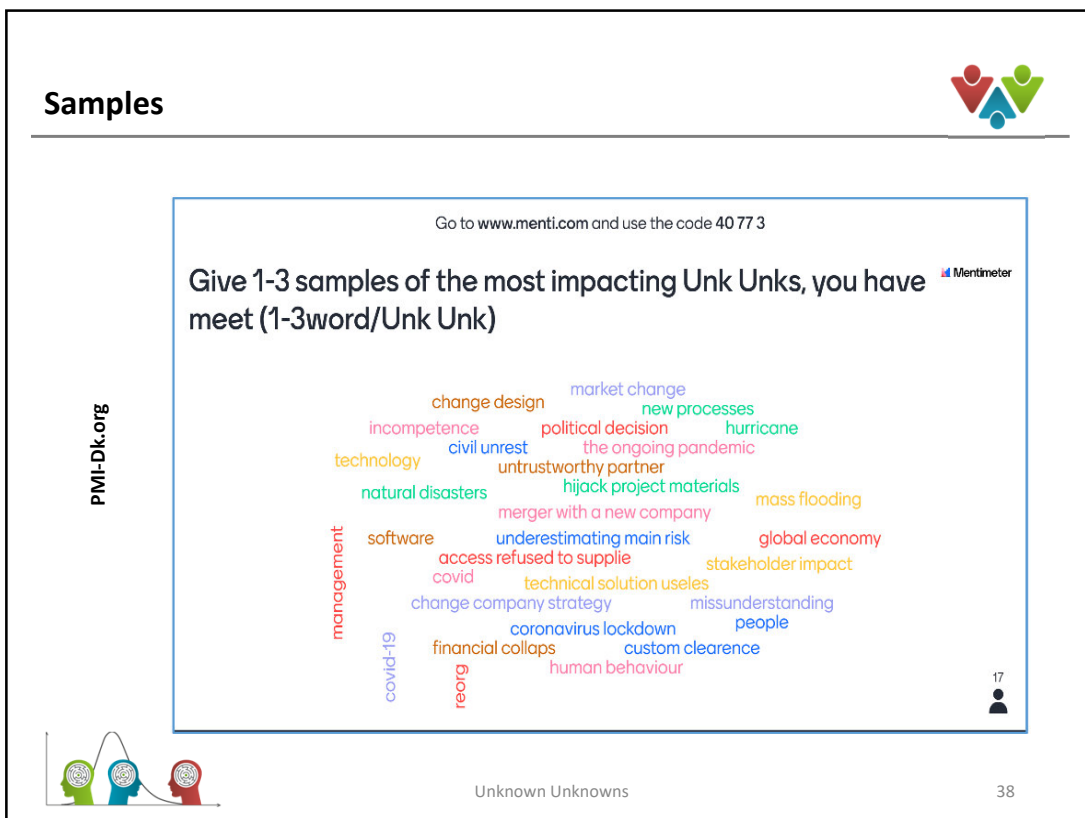 Samples
Go to www.menti.com and use the code 40 77 3
Give 1-3 samples of the most impacting Unk Unks, you have
meet (1-3word/Unk Unk)
Mentimeter
PMI-Dk.org
market change
change design
new processes
incompetence
political decision
hurricane
civil unrest
the ongoing pandemic
technology
untrustworthy partner
natural disasters
hijack project materials
mass flooding
merger with a new company
management
software
underestimating main risk
global economy
access refused to supplie
stakeholder impact
covid
technical solution useles
change company strategy
missunderstanding
people
coronavirus lockdown
covid-19
financial collaps
custom clearence
reorg
human behaviour
17
Unknown Unknowns
38